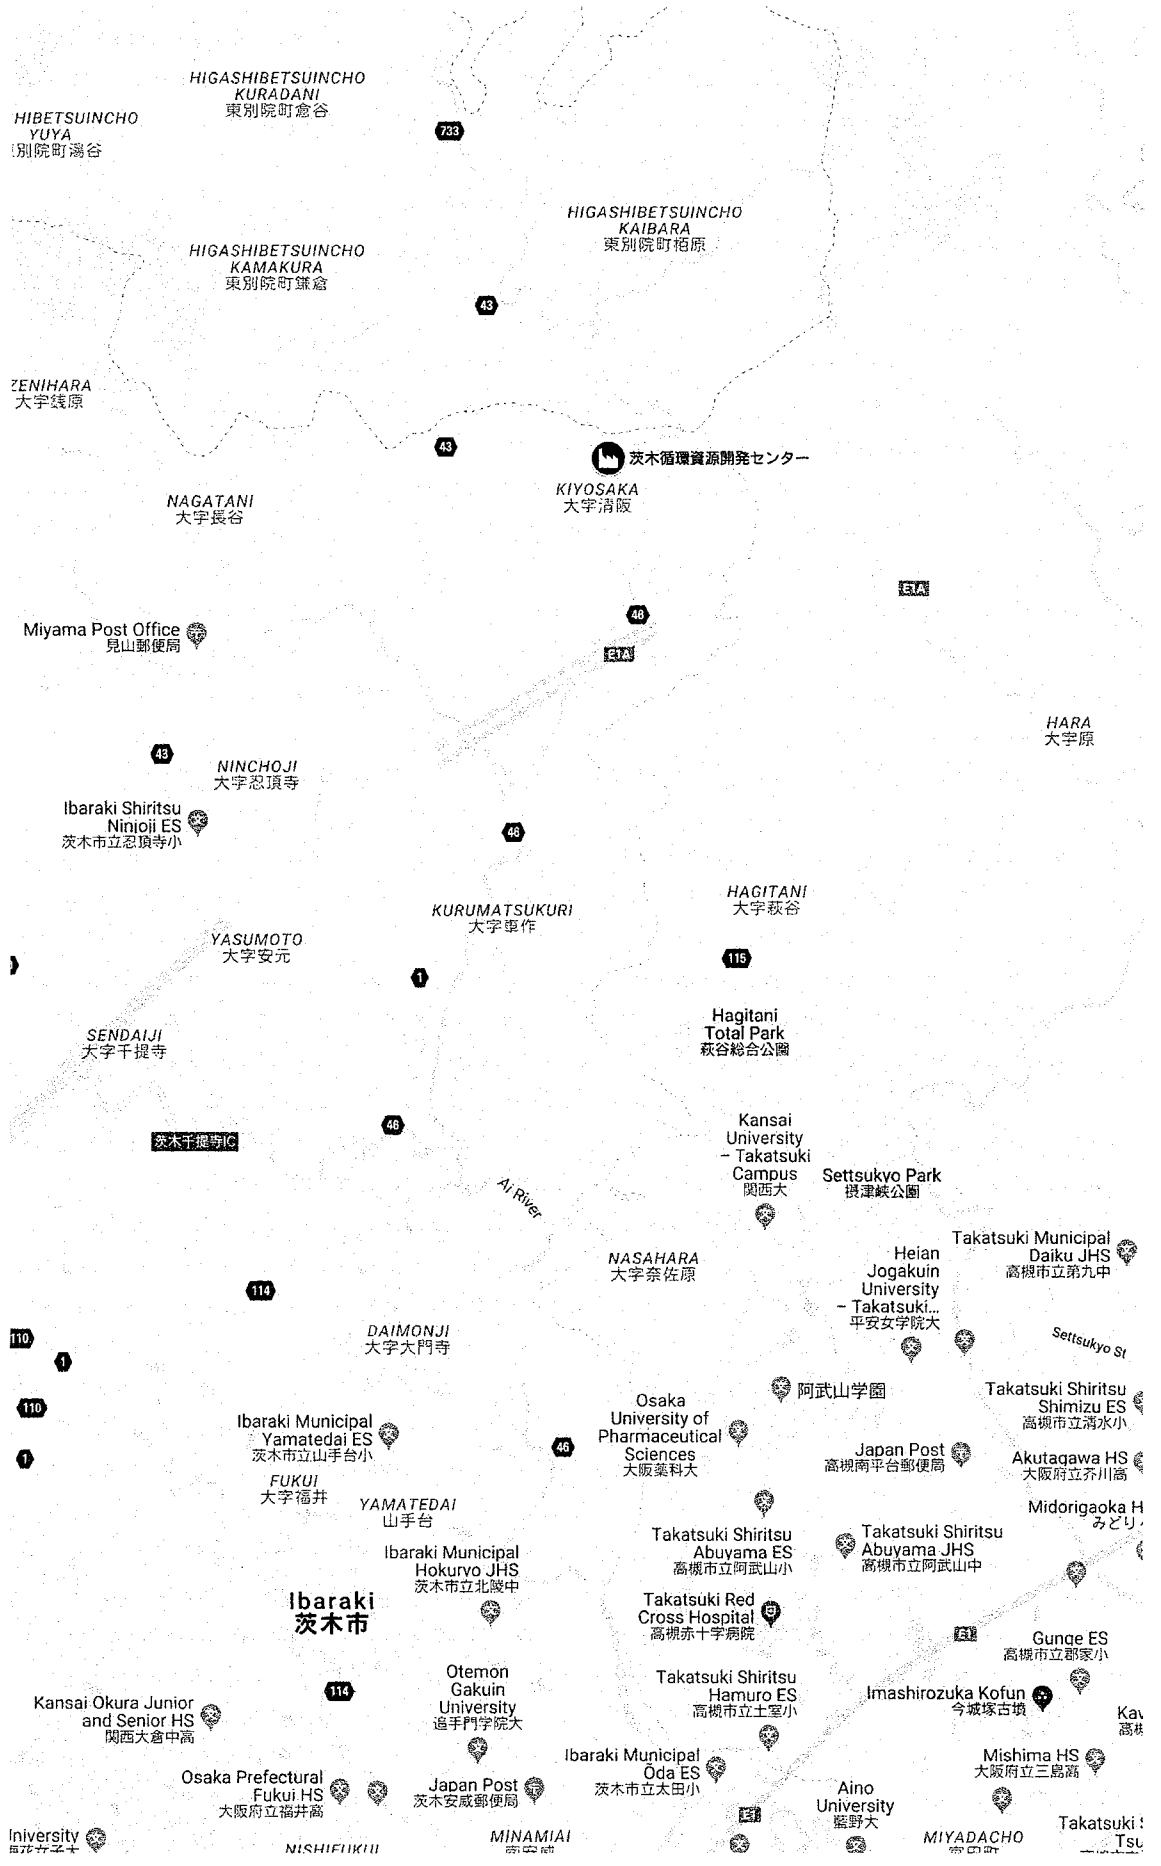 HIGASHIBETSUINCHO
KURADANI
東別院町倉谷
HIBETSUINCHO
YUYA
別院町湯谷
733
HIGASHIBETSUINCHO
KAIBARA
東別院町栢原
HIGASHIBETSUINCHO
KAMAKURA
東別院町鎌倉
43
ZENIHARA
大字銭原
43
茨木循環資源開発センター
KIYOSAKA
大字清阪
NAGATANI
大字長谷
E1A
46
Miyama Post Office
見山郵便局
E1A
HARA
大字原
43
NINCHOJI
大字忍頂寺
Ibaraki Shiritsu
Ninjoji ES
茨木市立忍頂寺小
46
HAGITANI
大字萩谷
KURUMATSUKURI
大字車作
YASUMOTO
大字安元
115
1
Hagitani
Total Park
萩谷総合公園
SENDAIJI
大字千提寺
46
茨木千提寺IC
Kansai
University
– Takatsuki
Campus
関西大
Settsukyo Park
摂津峡公園
Ai River
Takatsuki Municipal
Daiku JHS
高槻市立第九中
NASAHARA
大字奈佐原
Heian
Jogakuin
University
– Takatsuki...
平安女学院大
114
DAIMONJI
大字大門寺
110
1
Settsukyo St
阿武山学園
110
Osaka
University of
Pharmaceutical
Sciences
大阪薬科大
Takatsuki Shiritsu
Shimizu ES
高槻市立清水小
Ibaraki Municipal
Yamatedai ES
茨木市立山手台小
46
1
Japan Post
高槻南平台郵便局
Akutagawa HS
大阪府立芥川高
FUKUI
大字福井
YAMATEDAI
山手台
Midorigaoka H
みどり
Takatsuki Shiritsu
Abuyama ES
高槻市立阿武山小
Takatsuki Shiritsu
Abuyama JHS
高槻市立阿武山中
Ibaraki Municipal
Hokuryo JHS
茨木市立北陵中
Ibaraki
茨木市
Takatsuki Red
Cross Hospital
高槻赤十字病院
E1
Gunge ES
高槻市立郡家小
Otemon
Gakuin
University
追手門学院大
Takatsuki Shiritsu
Hamuro ES
高槻市立土室小
Imashirozuka Kofun
今城塚古墳
114
Kansai Okura Junior
and Senior HS
関西大倉中高
Kav
高槻
Ibaraki Municipal
Oda ES
茨木市立太田小
Mishima HS
大阪府立三島高
Osaka Prefectural
Fukui HS
大阪府立福井高
Japan Post
茨木安威郵便局
Aino
University
藍野大
E1
Takatsuki S
Tsu
University
NISHIFUKUI
MINAMIAI
南安威
MIYADACHO
宮田町